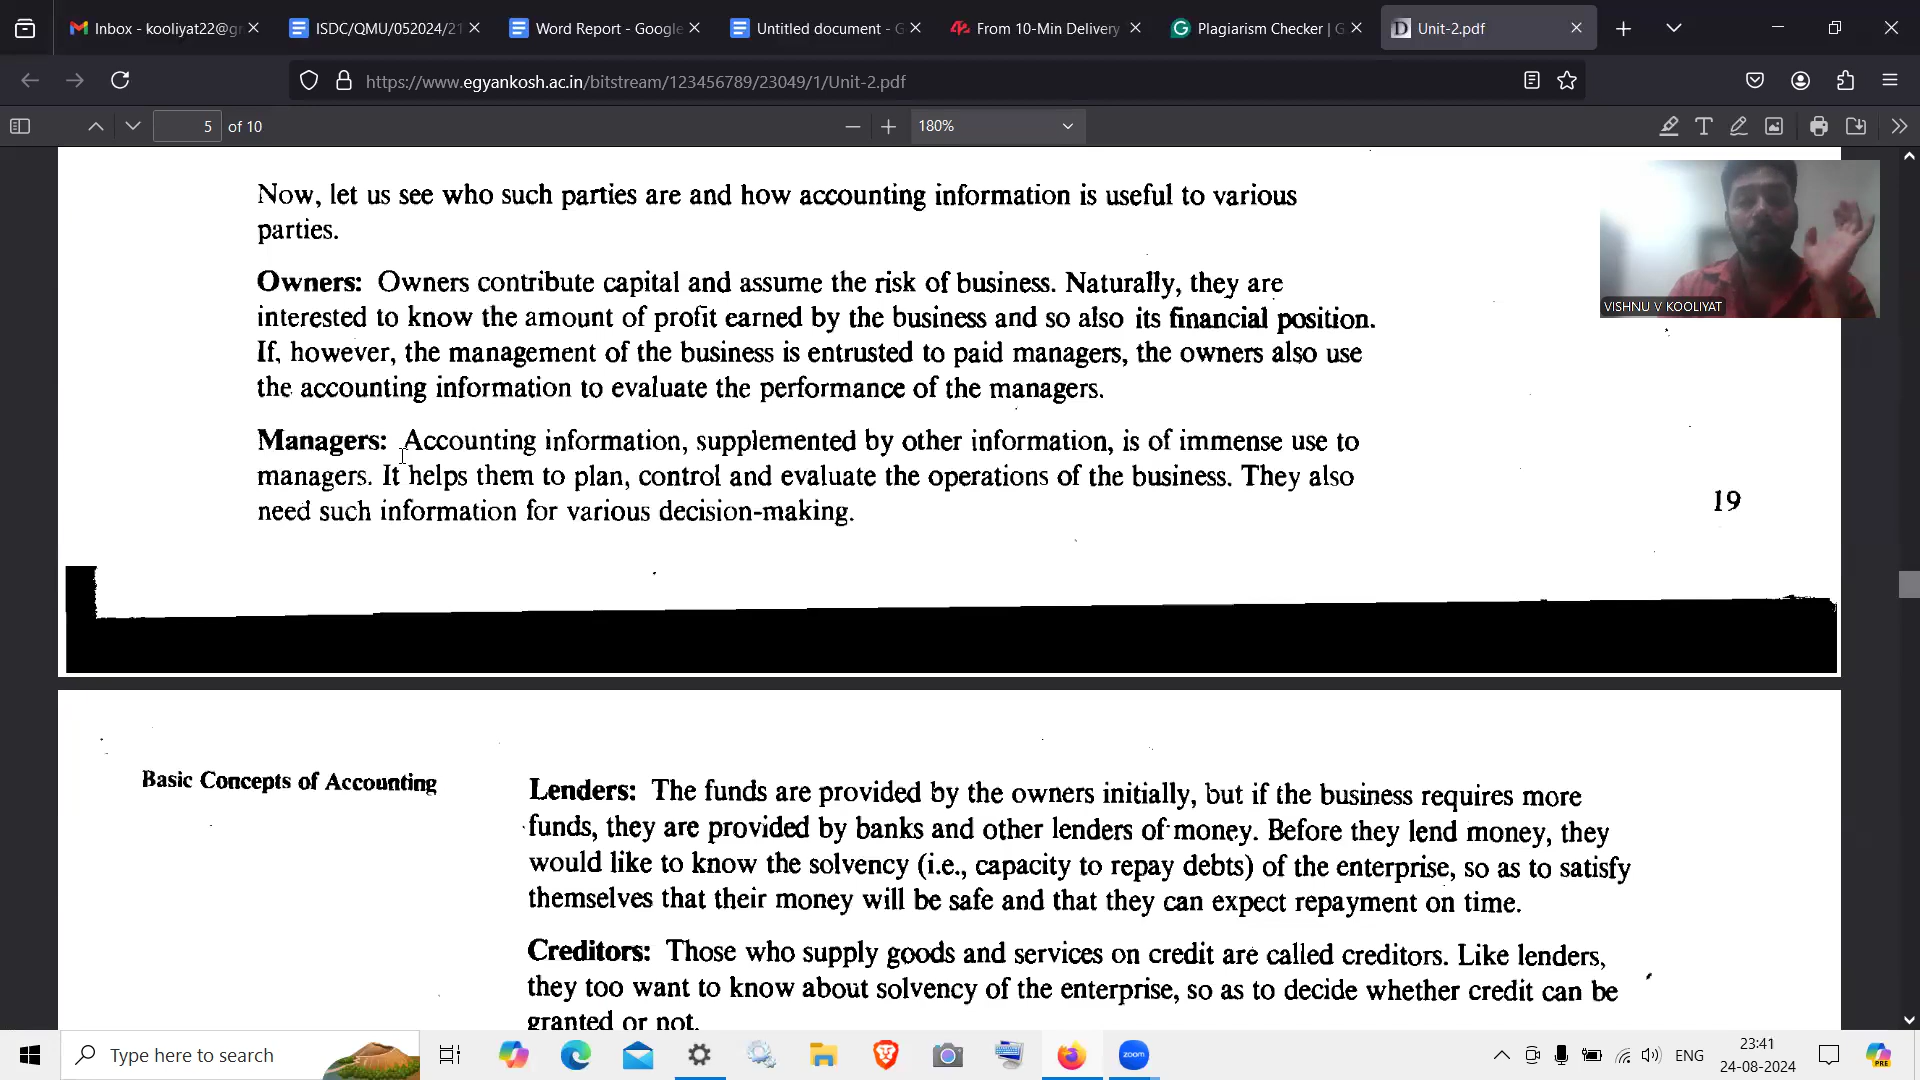 Inbox - kooliyat22@gm
ISDC/QMU/052024/21
Word Report - Google
Untitled document - G
From 10-Min Delivery
Plagiarism Checker | G
Unit-2.pdf
https://www.egyankosh.ac.in/bitstream/123456789/23049/1/Unit-2.pdf
5 of 10
180%
Now, let us see who such parties are and how accounting information is useful to various
parties.
Owners: Owners contribute capital and assume the risk of business. Naturally, they are
interested to know the amount of profit earned by the business and so also its financial position.
If, however, the management of the business is entrusted to paid managers, the owners also use
the accounting information to evaluate the performance of the managers.
Managers: Accounting information, supplemented by other information, is of immense use to
managers. It helps them to plan, control and evaluate the operations of the business. They also
need such information for various decision-making.
19
VISHNU V KOOLIYAT
Basic Concepts of Accounting
Lenders: The funds are provided by the owners initially, but if the business requires more
funds, they are provided by banks and other lenders of money. Before they lend money, they
would like to know the solvency (i.e., capacity to repay debts) of the enterprise, so as to satisfy
themselves that their money will be safe and that they can expect repayment on time.
Creditors: Those who supply goods and services on credit are called creditors. Like lenders,
they too want to know about solvency of the enterprise, so as to decide whether credit can be
granted or not.
Type here to search
zoom
ENG
23:41
24-08-2024
PRE